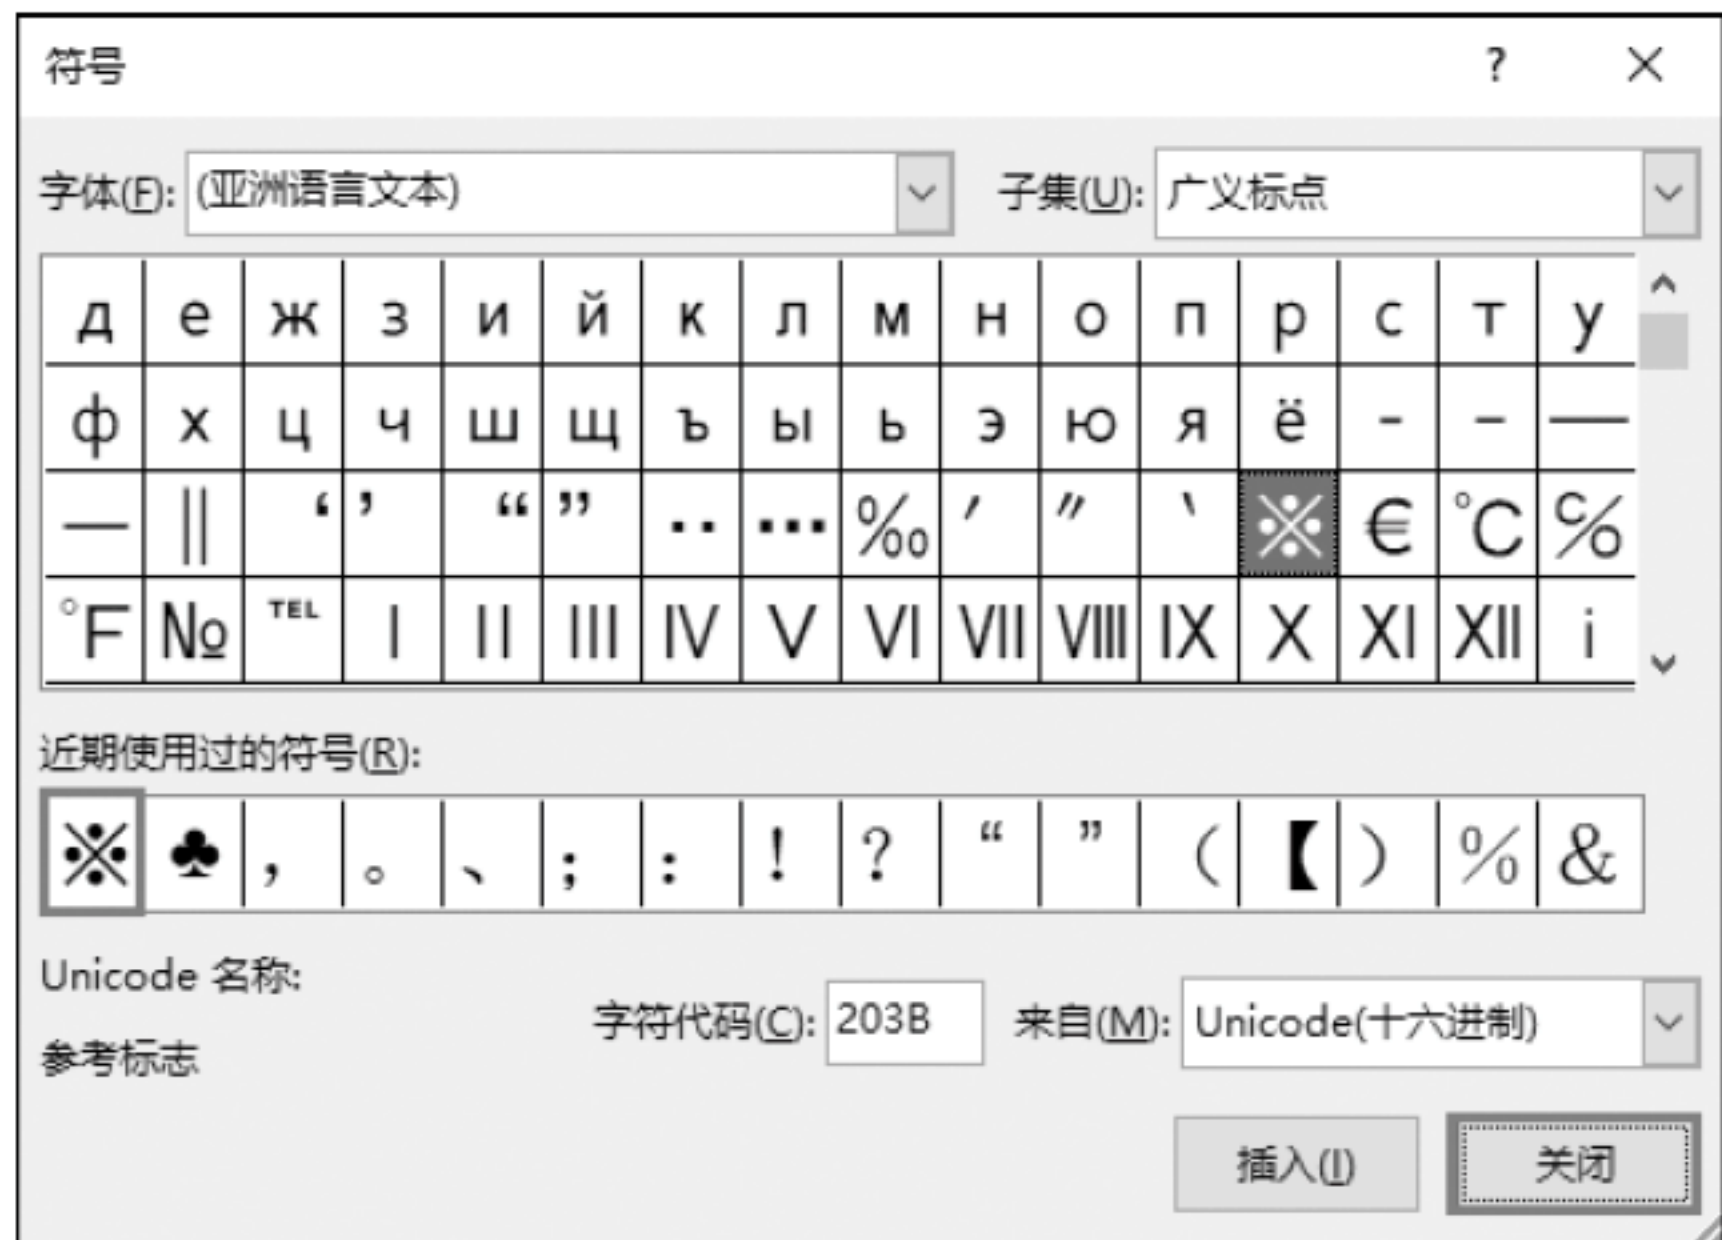 符号 ? ×
字体(F): (亚洲语言文本) 子集(U): 广义标点
д е ж з и й к л м н о п р с т у
ф х ц ч ш щ ъ ы ь э ю я ё ‐ – —
― ‖ ‘ ’ “ ” ‥ … ‰ ′ ″ ‵ ※ € ℃ ℅
℉ № ℡ Ⅰ Ⅱ Ⅲ Ⅳ Ⅴ Ⅵ Ⅶ Ⅷ Ⅸ Ⅹ Ⅺ Ⅻ ⅰ
近期使用过的符号(R):
※ ♣ , 。 、 ; : ! ? “ ” ( 【 ) % &
Unicode 名称:
字符代码(C): 203B 来自(M): Unicode(十六进制)
参考标志
插入(I) 关闭